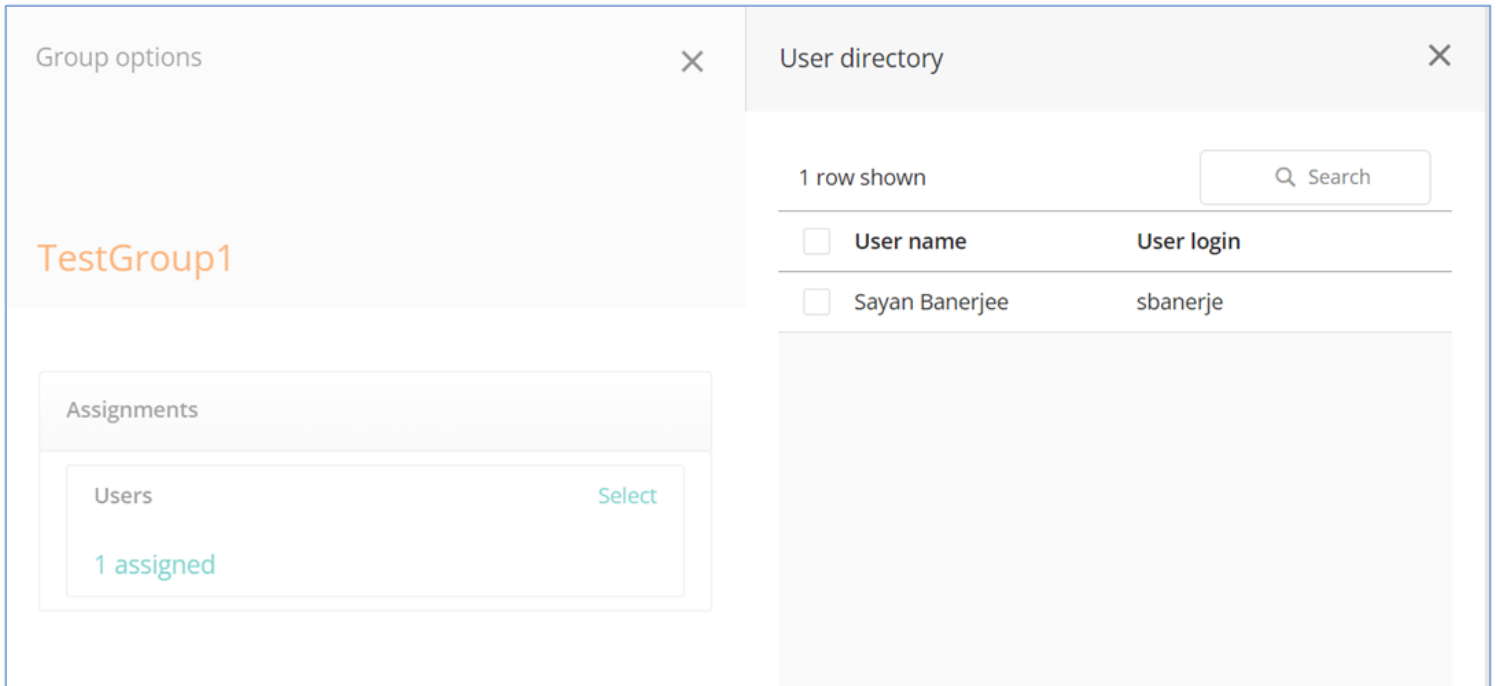 Group options
TestGroup1
Assignments
Users Select
1 assigned
User directory
1 row shown Search
User name User login
Sayan Banerjee sbanerje